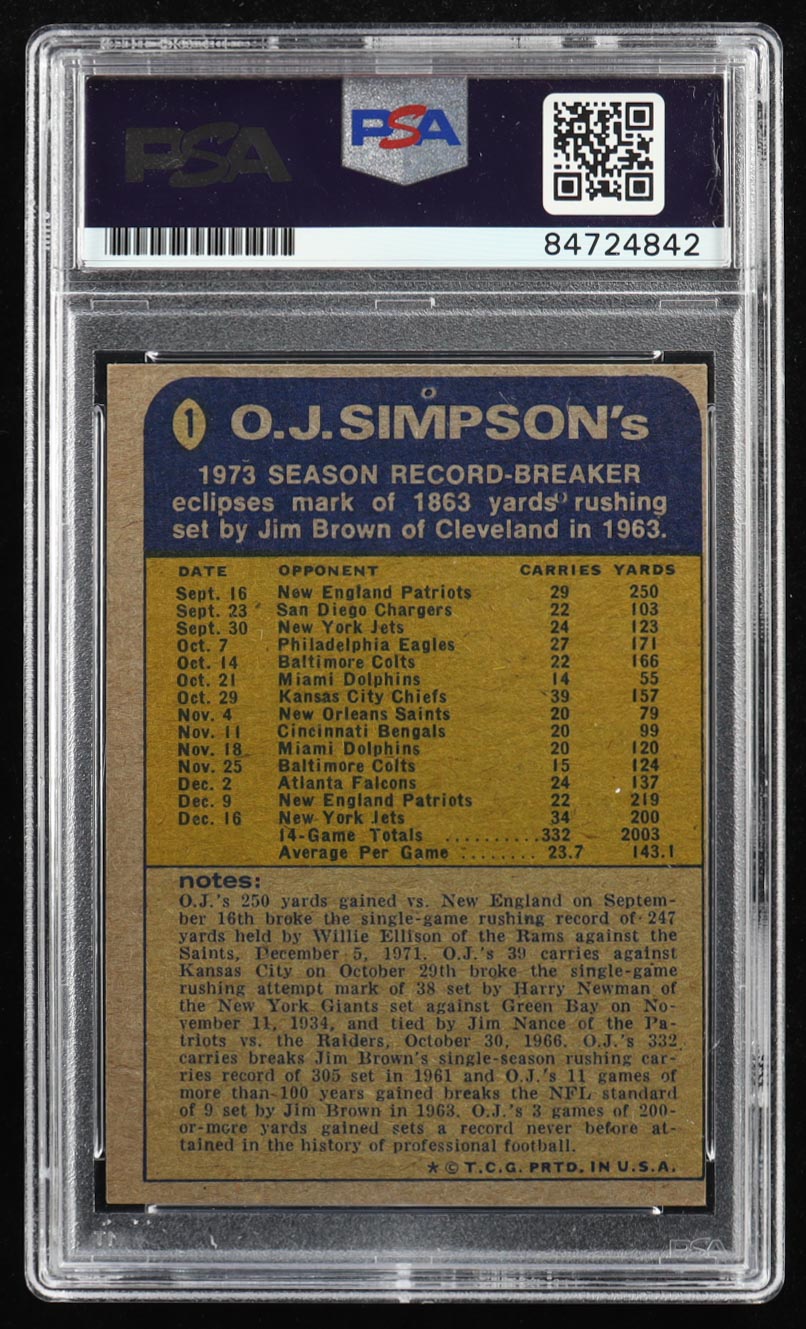 PSA
PSA
84724842
1 O.J.SIMPSON's
1973 SEASON RECORD-BREAKER
eclipses mark of 1863 yards rushing
set by Jim Brown of Cleveland in 1963.
DATE OPPONENT CARRIES YARDS
Sept. 16 New England Patriots 29 250
Sept. 23 San Diego Chargers 22 103
Sept. 30 New York Jets 24 123
Oct. 7 Philadelphia Eagles 27 171
Oct. 14 Baltimore Colts 22 166
Oct. 21 Miami Dolphins 14 55
Oct. 29 Kansas City Chiefs 39 157
Nov. 4 New Orleans Saints 20 79
Nov. 11 Cincinnati Bengals 20 99
Nov. 18 Miami Dolphins 20 120
Nov. 25 Baltimore Colts 15 124
Dec. 2 Atlanta Falcons 24 137
Dec. 9 New England Patriots 22 219
Dec. 16 New York Jets 34 200
14-Game Totals ..........332 2003
Average Per Game ........ 23.7 143.1
notes:
O.J.'s 250 yards gained vs. New England on Septem-
ber 16th broke the single-game rushing record of 247
yards held by Willie Ellison of the Rams against the
Saints, December 5, 1971. O.J.'s 39 carries against
Kansas City on October 29th broke the single-game
rushing attempt mark of 38 set by Harry Newman of
the New York Giants set against Green Bay on No-
vember 11, 1934, and tied by Jim Nance of the Pa-
triots vs. the Raiders, October 30, 1966. O.J.'s 332
carries breaks Jim Brown's single-season rushing car-
ries record of 305 set in 1961 and O.J.'s 11 games of
more than 100 years gained breaks the NFL standard
of 9 set by Jim Brown in 1963. O.J.'s 3 games of 200-
or-more yards gained sets a record never before at-
tained in the history of professional football.
* © T.C.G. PRTD. IN U.S.A.
PSA